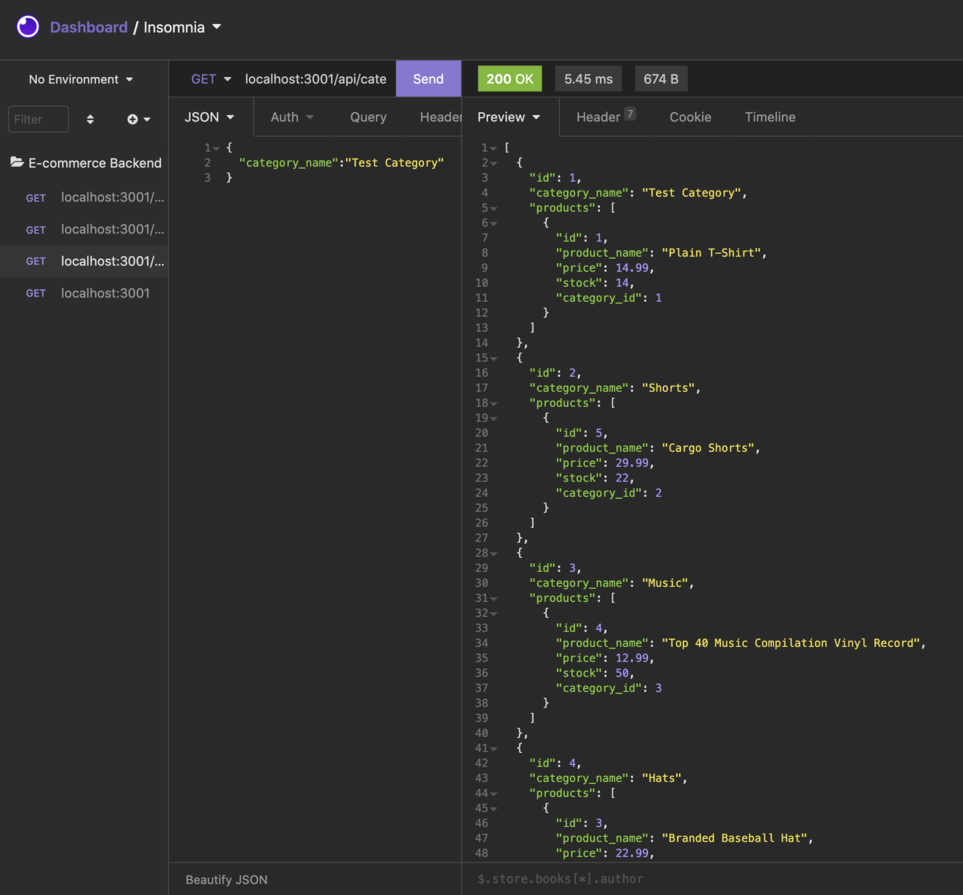 Dashboard / Insomnia
No Environment
GET localhost:3001/api/cate Send
200 OK 5.45 ms 674 B
Filter
JSON Auth Query Header
Preview Header 7 Cookie Timeline
E-commerce Backend
GET localhost:3001/...
GET localhost:3001/...
GET localhost:3001/...
GET localhost:3001
1 {
2 "category_name":"Test Category"
3 }
1 [
2 {
3 "id": 1,
4 "category_name": "Test Category",
5 "products": [
6 {
7 "id": 1,
8 "product_name": "Plain T-Shirt",
9 "price": 14.99,
10 "stock": 14,
11 "category_id": 1
12 }
13 ]
14 },
15 {
16 "id": 2,
17 "category_name": "Shorts",
18 "products": [
19 {
20 "id": 5,
21 "product_name": "Cargo Shorts",
22 "price": 29.99,
23 "stock": 22,
24 "category_id": 2
25 }
26 ]
27 },
28 {
29 "id": 3,
30 "category_name": "Music",
31 "products": [
32 {
33 "id": 4,
34 "product_name": "Top 40 Music Compilation Vinyl Record",
35 "price": 12.99,
36 "stock": 50,
37 "category_id": 3
38 }
39 ]
40 },
41 {
42 "id": 4,
43 "category_name": "Hats",
44 "products": [
45 {
46 "id": 3,
47 "product_name": "Branded Baseball Hat",
48 "price": 22.99,
Beautify JSON
$.store.books[*].author